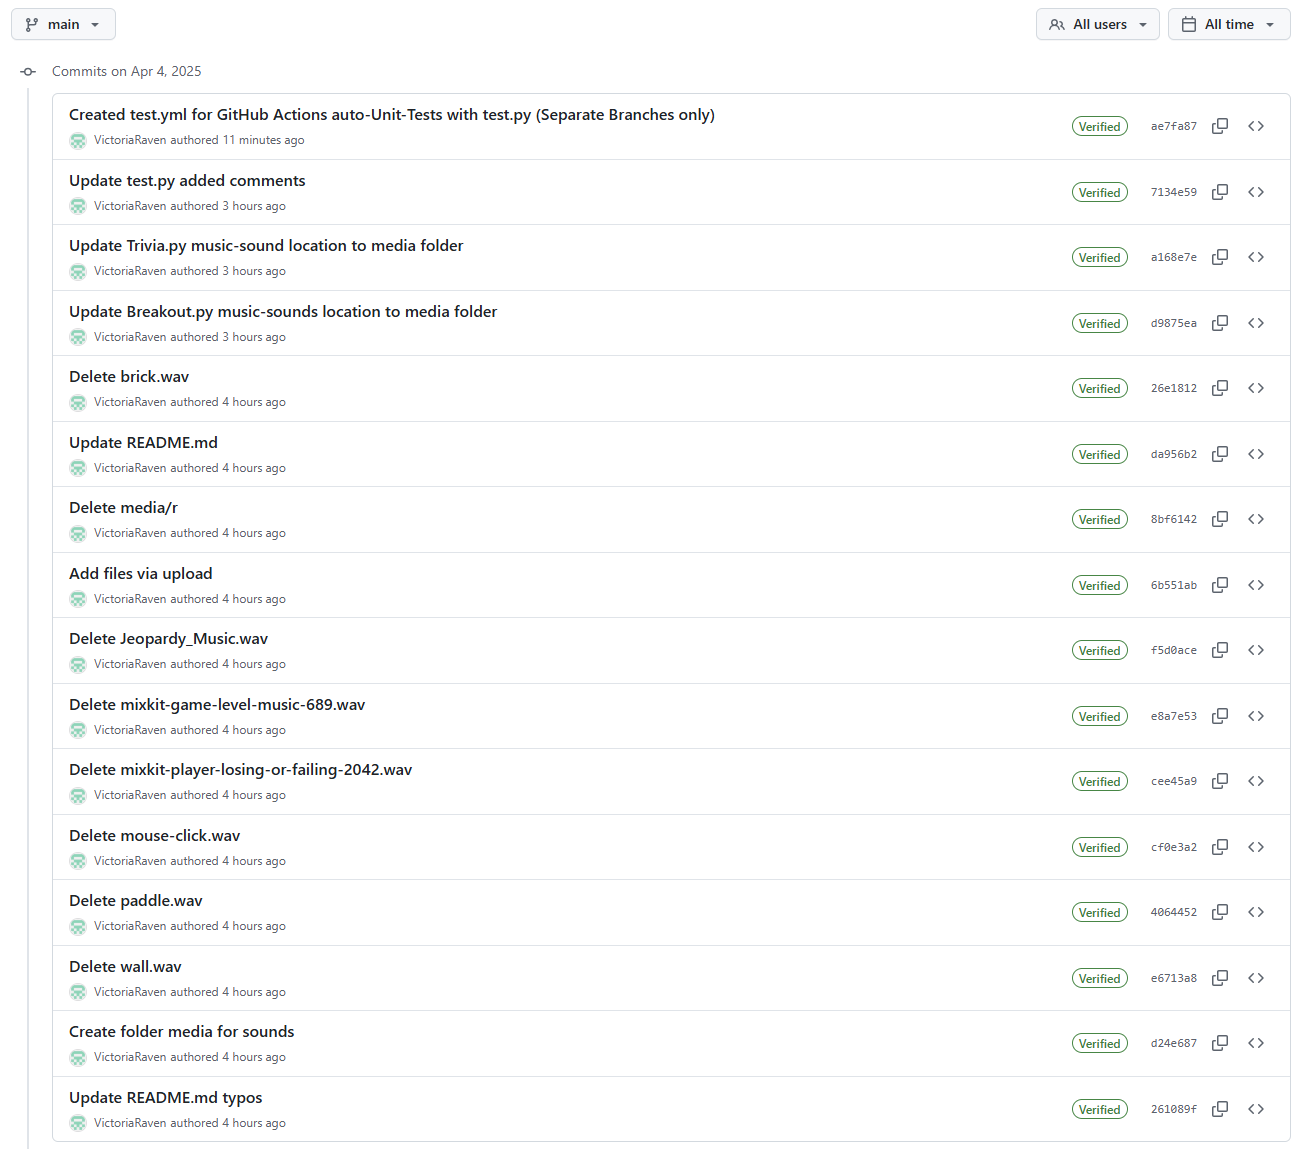 main
All users
All time
Commits on Apr 4, 2025
Created test.yml for GitHub Actions auto-Unit-Tests with test.py (Separate Branches only)
VictoriaRaven authored 11 minutes ago
Verified
ae7fa87
Update test.py added comments
VictoriaRaven authored 3 hours ago
Verified
7134e59
Update Trivia.py music-sound location to media folder
VictoriaRaven authored 3 hours ago
Verified
a168e7e
Update Breakout.py music-sounds location to media folder
VictoriaRaven authored 3 hours ago
Verified
d9875ea
Delete brick.wav
VictoriaRaven authored 4 hours ago
Verified
26e1812
Update README.md
VictoriaRaven authored 4 hours ago
Verified
da956b2
Delete media/r
VictoriaRaven authored 4 hours ago
Verified
8bf6142
Add files via upload
VictoriaRaven authored 4 hours ago
Verified
6b551ab
Delete Jeopardy_Music.wav
VictoriaRaven authored 4 hours ago
Verified
f5d0ace
Delete mixkit-game-level-music-689.wav
VictoriaRaven authored 4 hours ago
Verified
e8a7e53
Delete mixkit-player-losing-or-failing-2042.wav
VictoriaRaven authored 4 hours ago
Verified
cee45a9
Delete mouse-click.wav
VictoriaRaven authored 4 hours ago
Verified
cf0e3a2
Delete paddle.wav
VictoriaRaven authored 4 hours ago
Verified
4064452
Delete wall.wav
VictoriaRaven authored 4 hours ago
Verified
e6713a8
Create folder media for sounds
VictoriaRaven authored 4 hours ago
Verified
d24e687
Update README.md typos
VictoriaRaven authored 4 hours ago
Verified
261089f